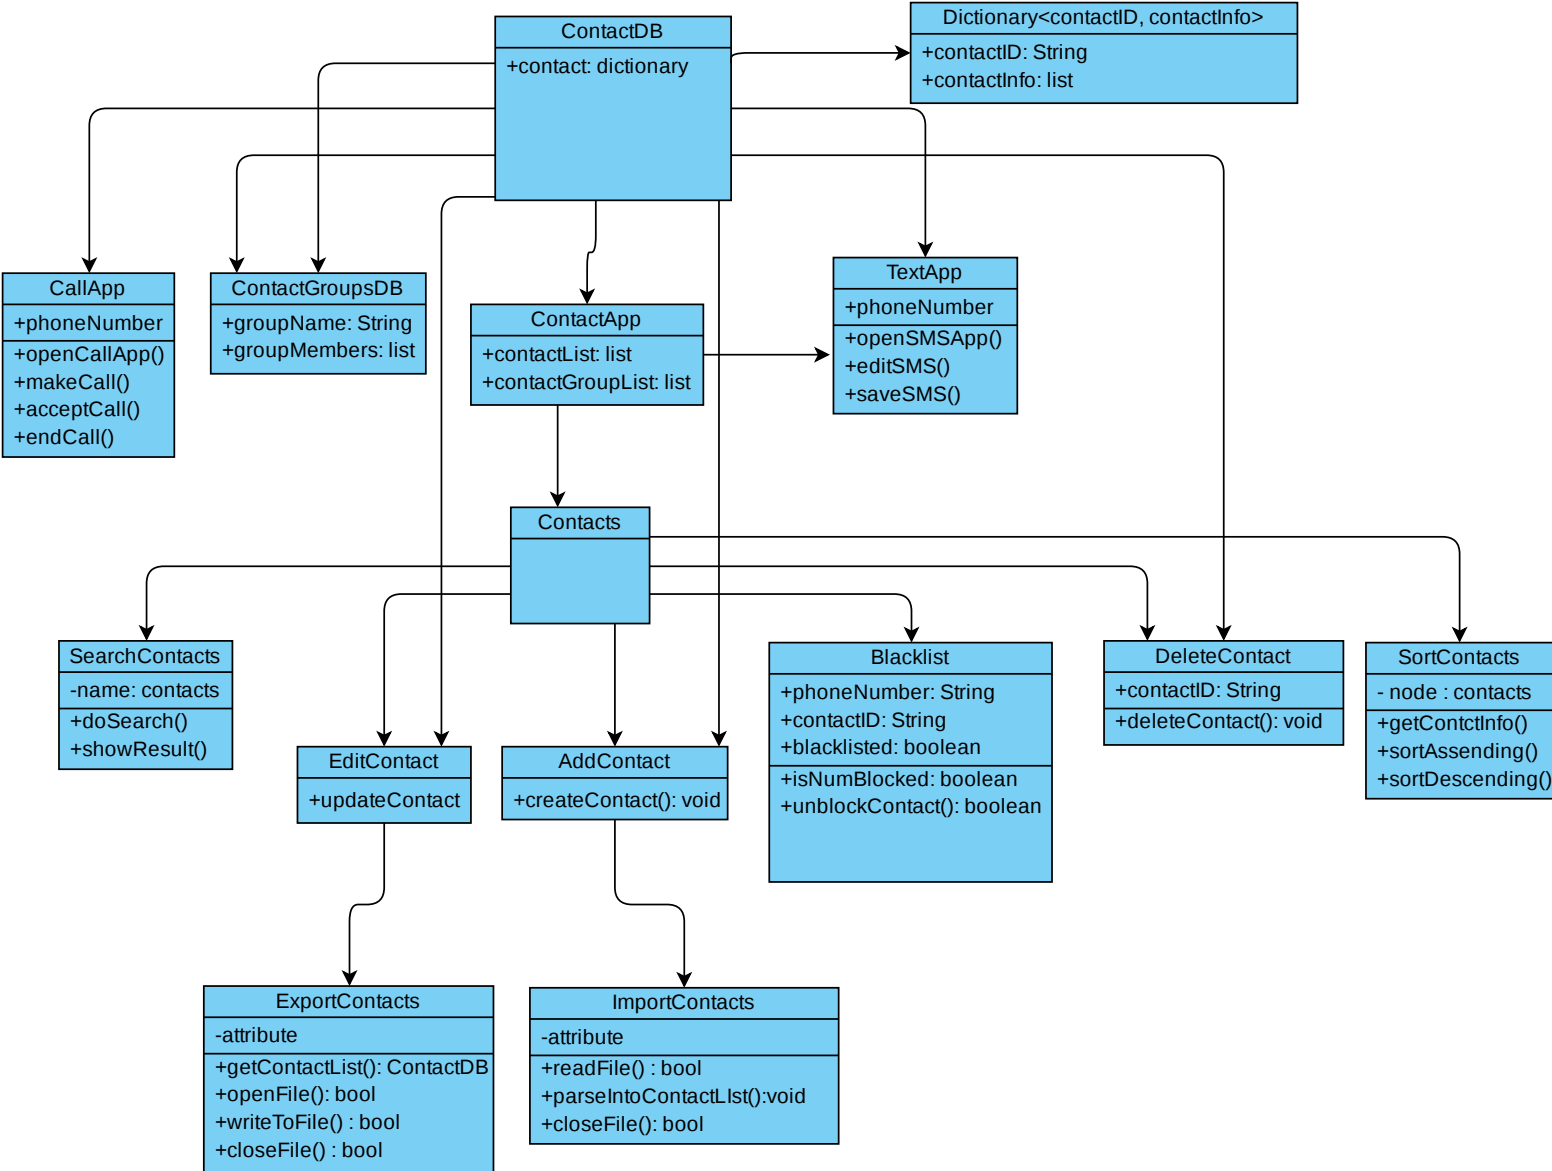 ContactDB
+contact: dictionary
Dictionary<contactID, contactInfo>
+contactID: String
+contactInfo: list
CallApp
+phoneNumber
+openCallApp()
+makeCall()
+acceptCall()
+endCall()
ContactGroupsDB
+groupName: String
+groupMembers: list
ContactApp
+contactList: list
+contactGroupList: list
TextApp
+phoneNumber
+openSMSApp()
+editSMS()
+saveSMS()
Contacts
SearchContacts
-name: contacts
+doSearch()
+showResult()
EditContact
+updateContact
AddContact
+createContact(): void
Blacklist
+phoneNumber: String
+contactID: String
+blacklisted: boolean
+isNumBlocked: boolean
+unblockContact(): boolean
DeleteContact
+contactID: String
+deleteContact(): void
SortContacts
- node : contacts
+getContctInfo()
+sortAssending()
+sortDescending()
ExportContacts
-attribute
+getContactList(): ContactDB
+openFile(): bool
+writeToFile() : bool
+closeFile() : bool
ImportContacts
-attribute
+readFile() : bool
+parseIntoContactLIst():void
+closeFile(): bool